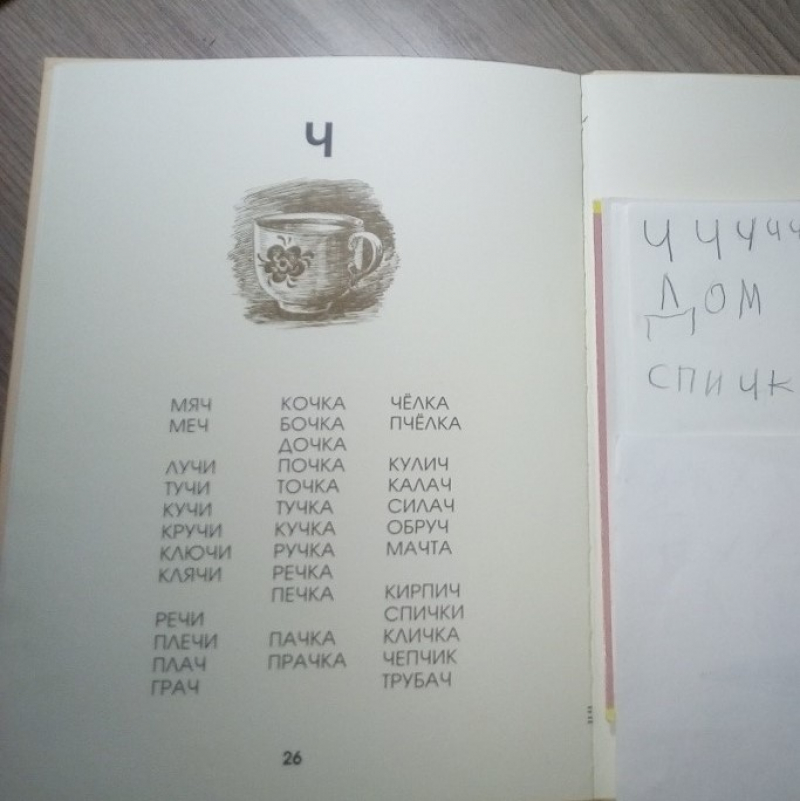 Ч
МЯЧ КОЧКА ЧЁЛКА
МЕЧ БОЧКА ПЧЁЛКА
ДОЧКА
ЛУЧИ ПОЧКА КУЛИЧ
ТУЧИ ТОЧКА КАЛАЧ
КУЧИ ТУЧКА СИЛАЧ
КРУЧИ КУЧКА ОБРУЧ
КЛЮЧИ РУЧКА МАЧТА
КЛЯЧИ РЕЧКА
ПЕЧКА КИРПИЧ
РЕЧИ СПИЧКИ
ПЛЕЧИ ПАЧКА КЛИЧКА
ПЛАЧ ПРАЧКА ЧЕПЧИК
ГРАЧ ТРУБАЧ
26
Ч Ч Ч Ч Ч
ДОМ
СПИЧК